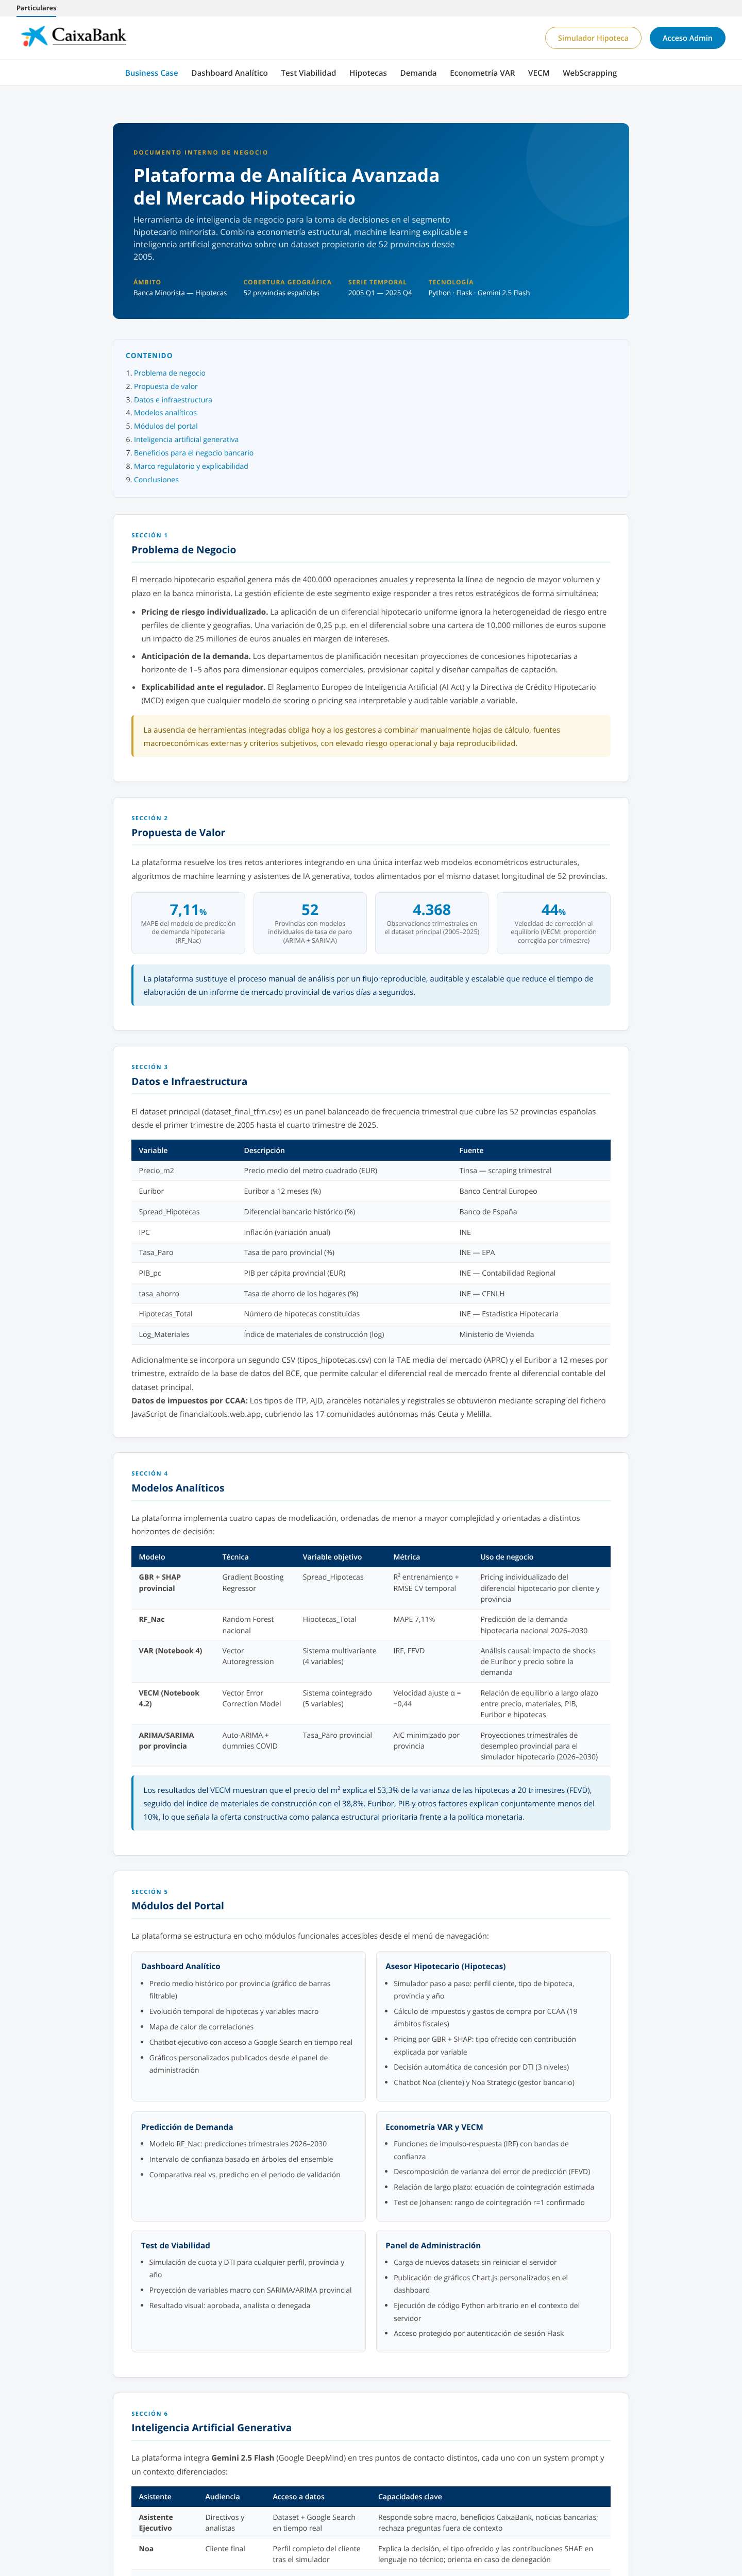 Particulares
CaixaBank
Simulador Hipoteca
Acceso Admin
Business Case
Dashboard Analítico
Test Viabilidad
Hipotecas
Demanda
Econometría VAR
VECM
WebScrapping
DOCUMENTO INTERNO DE NEGOCIO
Plataforma de Analítica Avanzada
del Mercado Hipotecario
Herramienta de inteligencia de negocio para la toma de decisiones en el segmento
hipotecario minorista. Combina econometría estructural, machine learning explicable e
inteligencia artificial generativa sobre un dataset propietario de 52 provincias desde
2005.
ÁMBITO
Banca Minorista — Hipotecas
COBERTURA GEOGRÁFICA
52 provincias españolas
SERIE TEMPORAL
2005 Q1 — 2025 Q4
TECNOLOGÍA
Python · Flask · Gemini 2.5 Flash
CONTENIDO
1. Problema de negocio
2. Propuesta de valor
3. Datos e infraestructura
4. Modelos analíticos
5. Módulos del portal
6. Inteligencia artificial generativa
7. Beneficios para el negocio bancario
8. Marco regulatorio y explicabilidad
9. Conclusiones
SECCIÓN 1
Problema de Negocio
El mercado hipotecario español genera más de 400.000 operaciones anuales y representa la línea de negocio de mayor volumen y
plazo en la banca minorista. La gestión eficiente de este segmento exige responder a tres retos estratégicos de forma simultánea:
• Pricing de riesgo individualizado. La aplicación de un diferencial hipotecario uniforme ignora la heterogeneidad de riesgo entre
perfiles de cliente y geografías. Una variación de 0,25 p.p. en el diferencial sobre una cartera de 10.000 millones de euros supone
un impacto de 25 millones de euros anuales en margen de intereses.
• Anticipación de la demanda. Los departamentos de planificación necesitan proyecciones de concesiones hipotecarias a
horizonte de 1–5 años para dimensionar equipos comerciales, provisionar capital y diseñar campañas de captación.
• Explicabilidad ante el regulador. El Reglamento Europeo de Inteligencia Artificial (AI Act) y la Directiva de Crédito Hipotecario
(MCD) exigen que cualquier modelo de scoring o pricing sea interpretable y auditable variable a variable.
La ausencia de herramientas integradas obliga hoy a los gestores a combinar manualmente hojas de cálculo, fuentes
macroeconómicas externas y criterios subjetivos, con elevado riesgo operacional y baja reproducibilidad.
SECCIÓN 2
Propuesta de Valor
La plataforma resuelve los tres retos anteriores integrando en una única interfaz web modelos econométricos estructurales,
algoritmos de machine learning y asistentes de IA generativa, todos alimentados por el mismo dataset longitudinal de 52 provincias.
7,11%
MAPE del modelo de predicción
de demanda hipotecaria
(RF_Nac)
52
Provincias con modelos
individuales de tasa de paro
(ARIMA + SARIMA)
4.368
Observaciones trimestrales en
el dataset principal (2005–2025)
44%
Velocidad de corrección al
equilibrio (VECM: proporción
corregida por trimestre)
La plataforma sustituye el proceso manual de análisis por un flujo reproducible, auditable y escalable que reduce el tiempo de
elaboración de un informe de mercado provincial de varios días a segundos.
SECCIÓN 3
Datos e Infraestructura
El dataset principal (dataset_final_tfm.csv) es un panel balanceado de frecuencia trimestral que cubre las 52 provincias españolas
desde el primer trimestre de 2005 hasta el cuarto trimestre de 2025.
Variable Descripción Fuente
Precio_m2 Precio medio del metro cuadrado (EUR) Tinsa — scraping trimestral
Euribor Euribor a 12 meses (%) Banco Central Europeo
Spread_Hipotecas Diferencial bancario histórico (%) Banco de España
IPC Inflación (variación anual) INE
Tasa_Paro Tasa de paro provincial (%) INE — EPA
PIB_pc PIB per cápita provincial (EUR) INE — Contabilidad Regional
tasa_ahorro Tasa de ahorro de los hogares (%) INE — CFNLH
Hipotecas_Total Número de hipotecas constituidas INE — Estadística Hipotecaria
Log_Materiales Índice de materiales de construcción (log) Ministerio de Vivienda
Adicionalmente se incorpora un segundo CSV (tipos_hipotecas.csv) con la TAE media del mercado (APRC) y el Euribor a 12 meses por
trimestre, extraído de la base de datos del BCE, que permite calcular el diferencial real de mercado frente al diferencial contable del
dataset principal.
Datos de impuestos por CCAA: Los tipos de ITP, AJD, aranceles notariales y registrales se obtuvieron mediante scraping del fichero
JavaScript de financialtools.web.app, cubriendo las 17 comunidades autónomas más Ceuta y Melilla.
SECCIÓN 4
Modelos Analíticos
La plataforma implementa cuatro capas de modelización, ordenadas de menor a mayor complejidad y orientadas a distintos
horizontes de decisión:
Modelo Técnica Variable objetivo Métrica Uso de negocio
GBR + SHAP Gradient Boosting Spread_Hipotecas R² entrenamiento + Pricing individualizado del
provincial Regressor RMSE CV temporal diferencial hipotecario por cliente y
provincia
RF_Nac Random Forest Hipotecas_Total MAPE 7,11% Predicción de la demanda
nacional hipotecaria nacional 2026–2030
VAR (Notebook 4) Vector Sistema multivariante IRF, FEVD Análisis causal: impacto de shocks
Autoregression (4 variables) de Euribor y precio sobre la
demanda
VECM (Notebook Vector Error Sistema cointegrado Velocidad ajuste α = Relación de equilibrio a largo plazo
4.2) Correction Model (5 variables) −0,44 entre precio, materiales, PIB,
Euribor e hipotecas
ARIMA/SARIMA Auto-ARIMA + Tasa_Paro provincial AIC minimizado por Proyecciones trimestrales de
por provincia dummies COVID provincia desempleo provincial para el
simulador hipotecario (2026–2030)
Los resultados del VECM muestran que el precio del m² explica el 53,3% de la varianza de las hipotecas a 20 trimestres (FEVD),
seguido del índice de materiales de construcción con el 38,8%. Euribor, PIB y otros factores explican conjuntamente menos del
10%, lo que señala la oferta constructiva como palanca estructural prioritaria frente a la política monetaria.
SECCIÓN 5
Módulos del Portal
La plataforma se estructura en ocho módulos funcionales accesibles desde el menú de navegación:
Dashboard Analítico
• Precio medio histórico por provincia (gráfico de barras
filtrable)
• Evolución temporal de hipotecas y variables macro
• Mapa de calor de correlaciones
• Chatbot ejecutivo con acceso a Google Search en tiempo real
• Gráficos personalizados publicados desde el panel de
administración
Asesor Hipotecario (Hipotecas)
• Simulador paso a paso: perfil cliente, tipo de hipoteca,
provincia y año
• Cálculo de impuestos y gastos de compra por CCAA (19
ámbitos fiscales)
• Pricing por GBR + SHAP: tipo ofrecido con contribución
explicada por variable
• Decisión automática de concesión por DTI (3 niveles)
• Chatbot Noa (cliente) y Noa Strategic (gestor bancario)
Predicción de Demanda
• Modelo RF_Nac: predicciones trimestrales 2026–2030
• Intervalo de confianza basado en árboles del ensemble
• Comparativa real vs. predicho en el periodo de validación
Econometría VAR y VECM
• Funciones de impulso-respuesta (IRF) con bandas de
confianza
• Descomposición de varianza del error de predicción (FEVD)
• Relación de largo plazo: ecuación de cointegración estimada
• Test de Johansen: rango de cointegración r=1 confirmado
Test de Viabilidad
• Simulación de cuota y DTI para cualquier perfil, provincia y
año
• Proyección de variables macro con SARIMA/ARIMA provincial
• Resultado visual: aprobada, analista o denegada
Panel de Administración
• Carga de nuevos datasets sin reiniciar el servidor
• Publicación de gráficos Chart.js personalizados en el
dashboard
• Ejecución de código Python arbitrario en el contexto del
servidor
• Acceso protegido por autenticación de sesión Flask
SECCIÓN 6
Inteligencia Artificial Generativa
La plataforma integra Gemini 2.5 Flash (Google DeepMind) en tres puntos de contacto distintos, cada uno con un system prompt y
un contexto diferenciados:
Asistente Audiencia Acceso a datos Capacidades clave
Asistente Directivos y Dataset + Google Search Responde sobre macro, beneficios CaixaBank, noticias bancarias;
Ejecutivo analistas en tiempo real rechaza preguntas fuera de contexto
Noa Cliente final Perfil completo del cliente Explica la decisión, el tipo ofrecido y las contribuciones SHAP en
tras el simulador lenguaje no técnico; orienta en caso de denegación